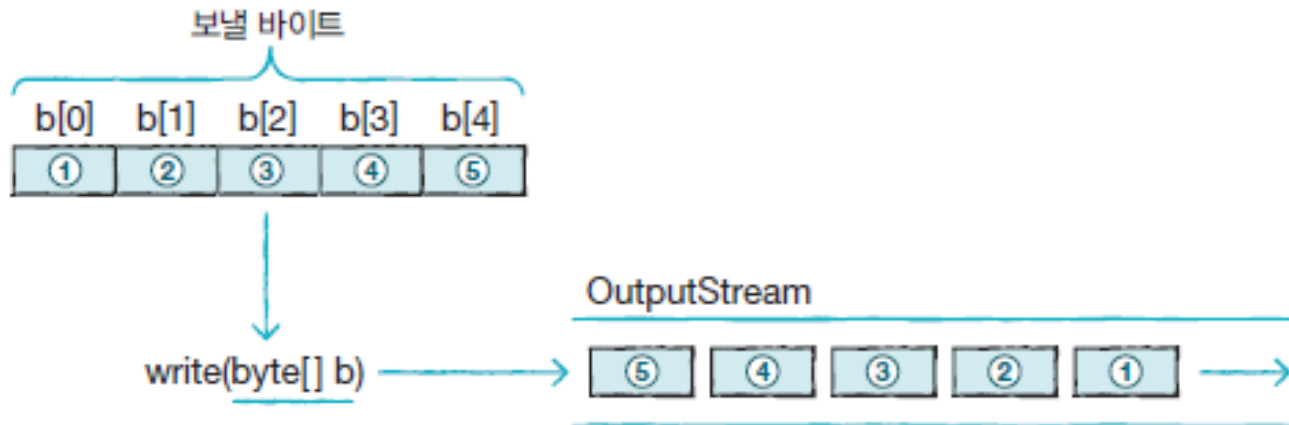 보낼 바이트
b[0] b[1] b[2] b[3] b[4]
① ② ③ ④ ⑤
OutputStream
write(byte[] b)
⑤ ④ ③ ② ①